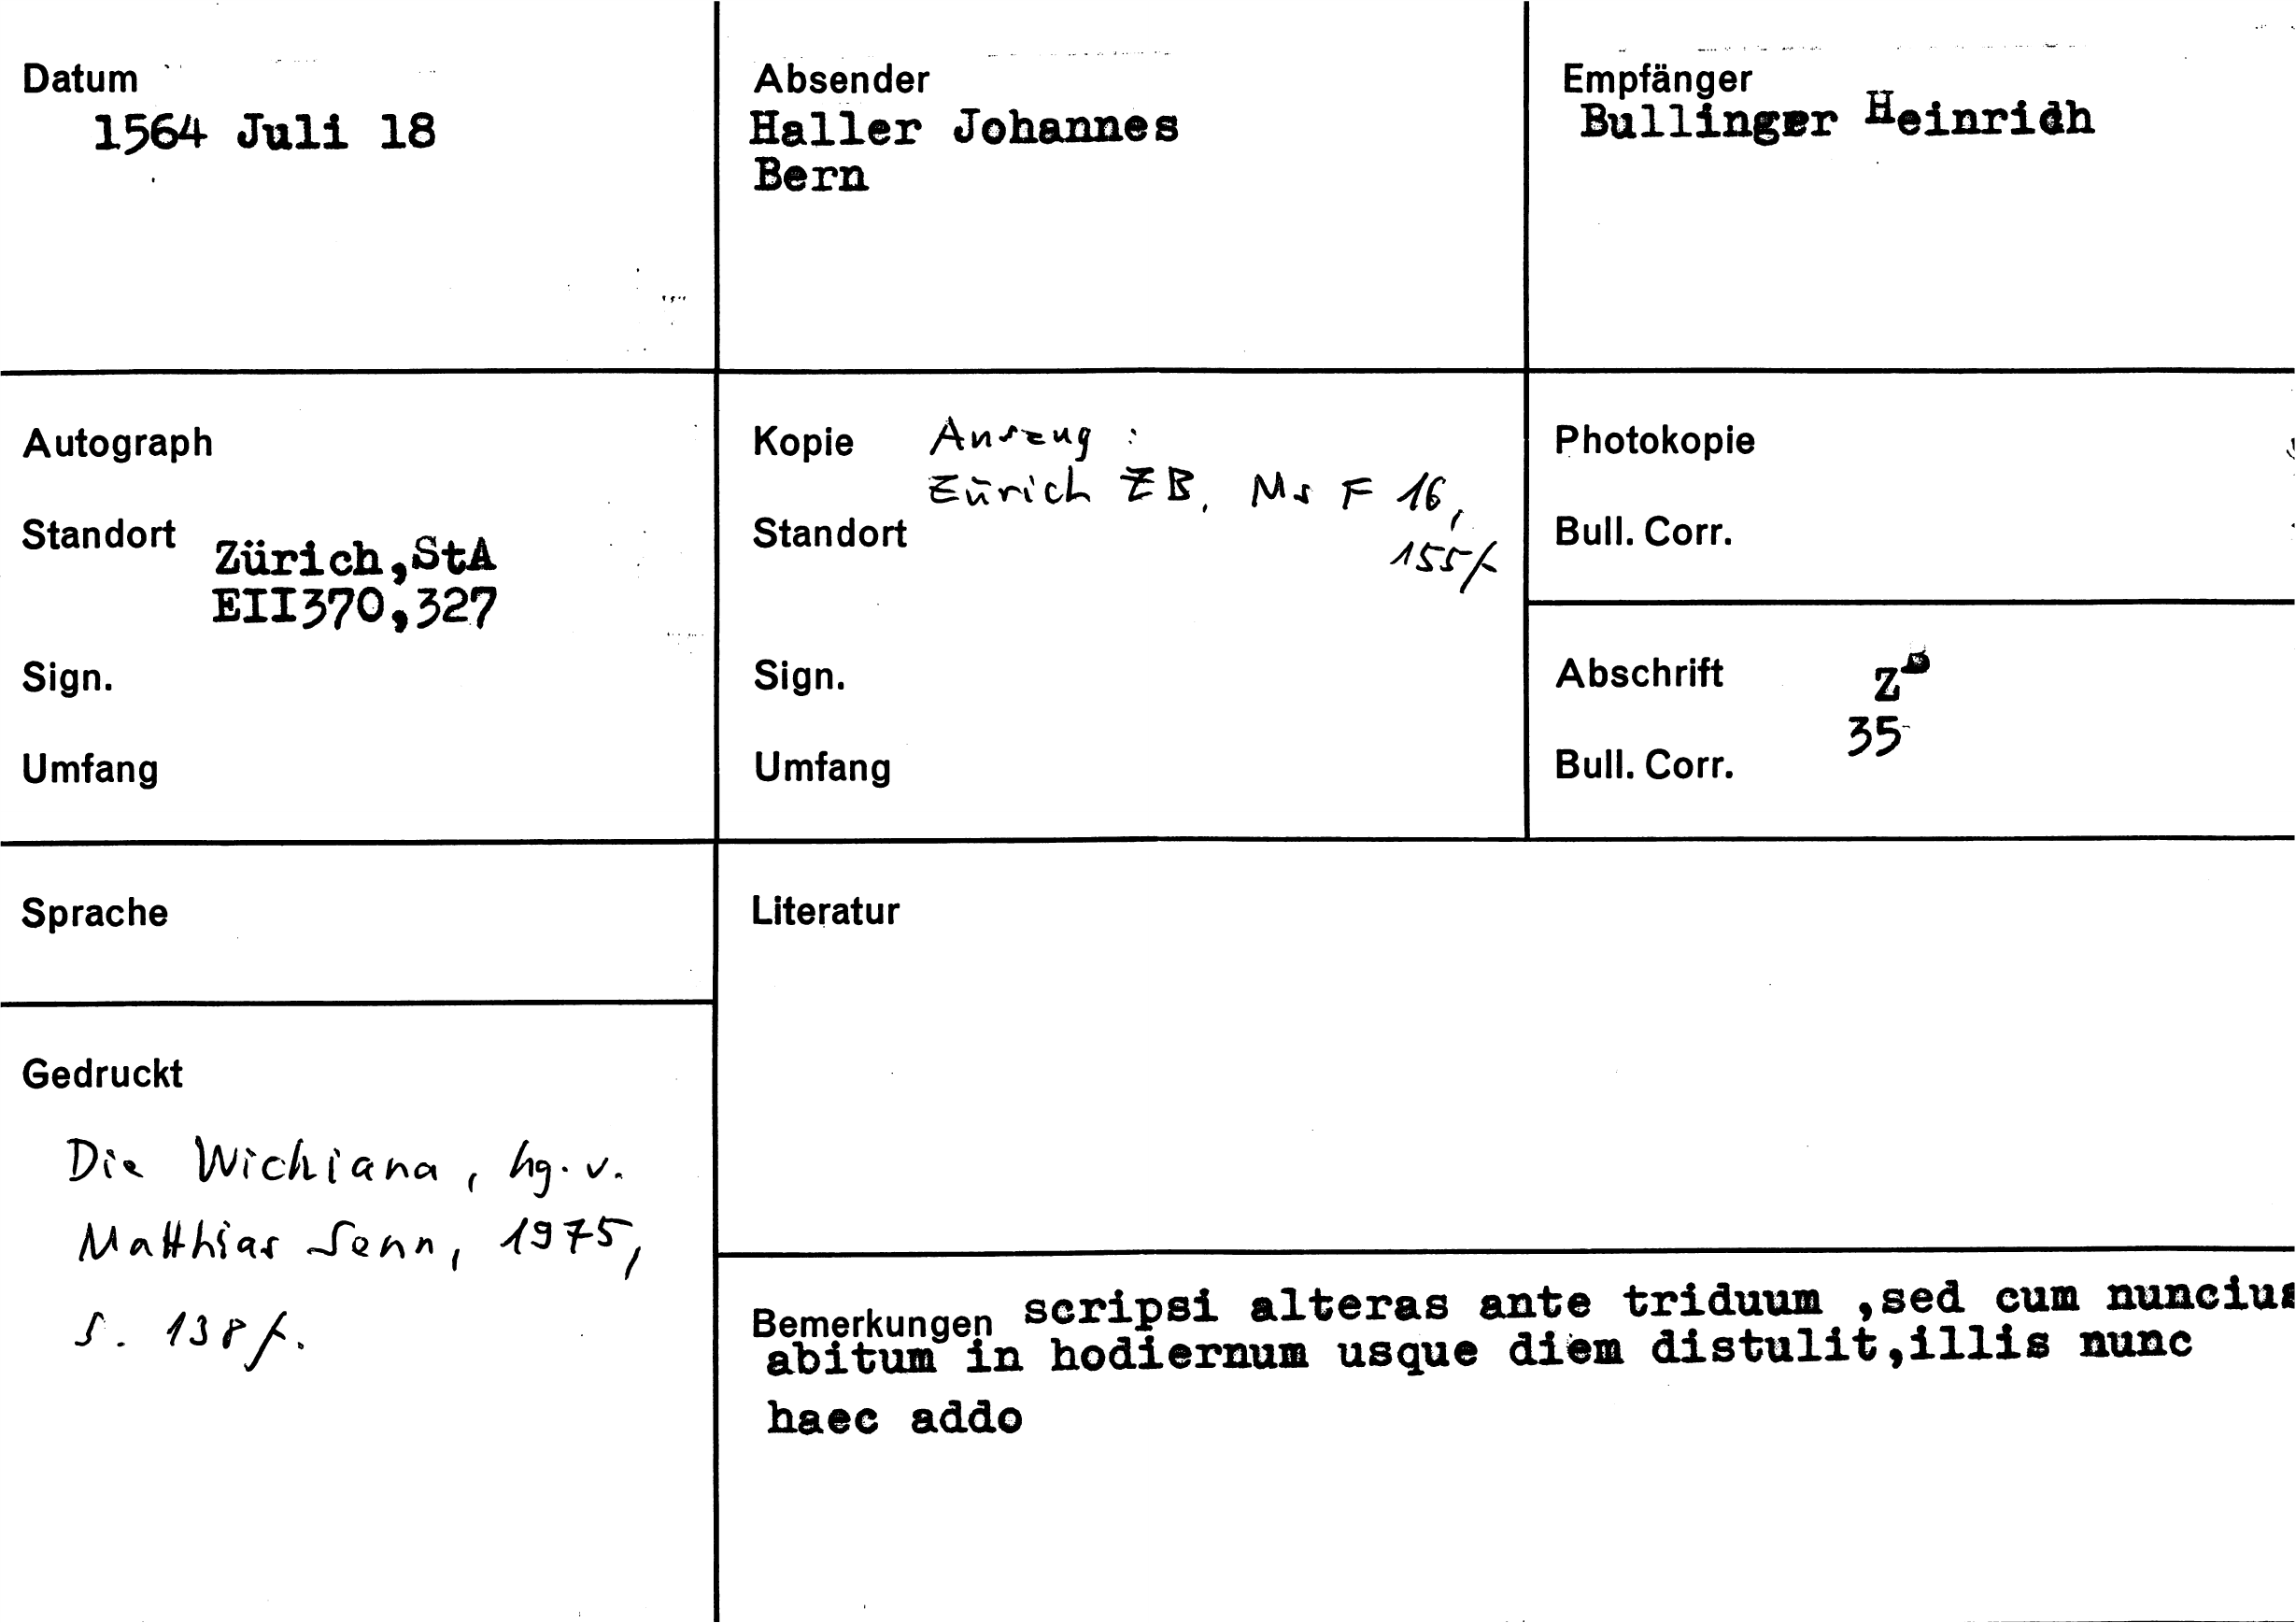 Datum
1564 Juli 18
Absender
Haller Johannes
Bern
Empfänger
Bullinger Heinrich
Autograph
Standort Zürich,StA
EII370,327
Sign.
Umfang
Kopie Auszug :
Zürich ZB, Ms F 16,
155f
Standort
Sign.
Umfang
Photokopie
Bull. Corr.
Abschrift ZB
35
Bull. Corr.
Sprache
Literatur
Gedruckt
Die Wickiana, hg. v.
Matthias Senn, 1975,
S. 138f.
Bemerkungen scripsi alteras ante triduum ,sed cum nuncius
abitum in hodiernum usque diem distulit,illis nunc
haec addo